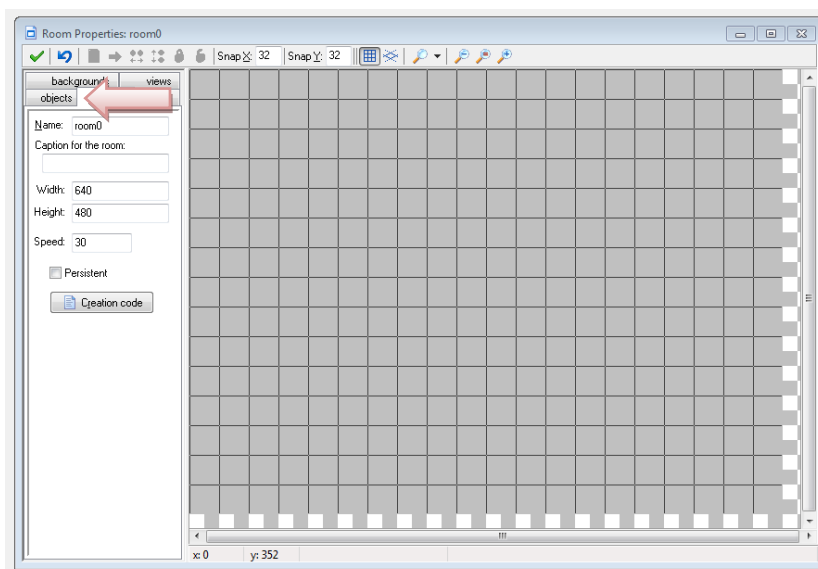 Room Properties: room0
Snap X: 32 Snap Y: 32
backgrounds views
objects
Name: room0
Caption for the room:
Width: 640
Height: 480
Speed: 30
Persistent
Creation code
x: 0 y: 352